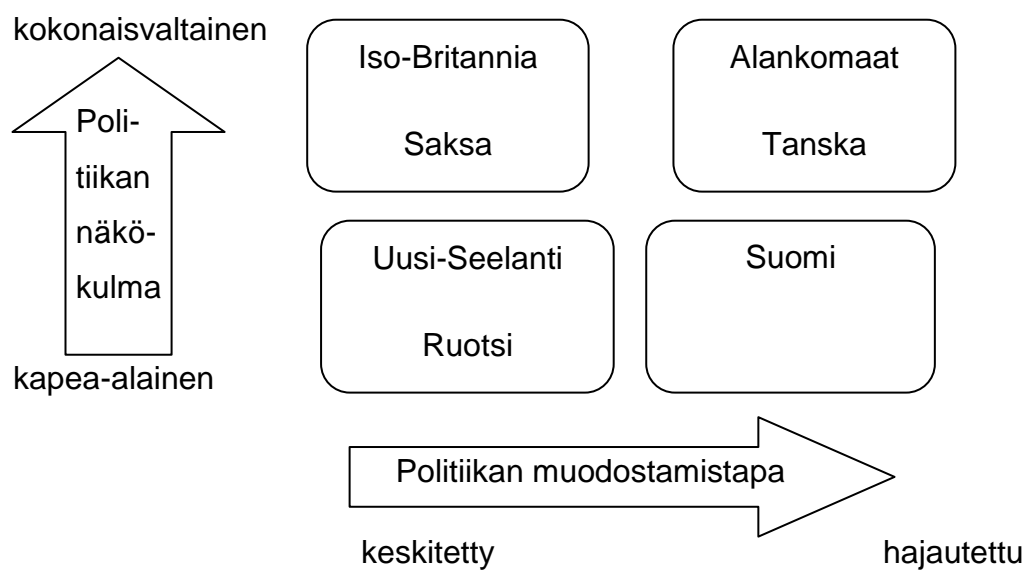 kokonaisvaltainen
Poli-
tiikan
näkö-
kulma
kapea-alainen
Iso-Britannia
Saksa
Alankomaat
Tanska
Uusi-Seelanti
Ruotsi
Suomi
Politiikan muodostamistapa
keskitetty
hajautettu